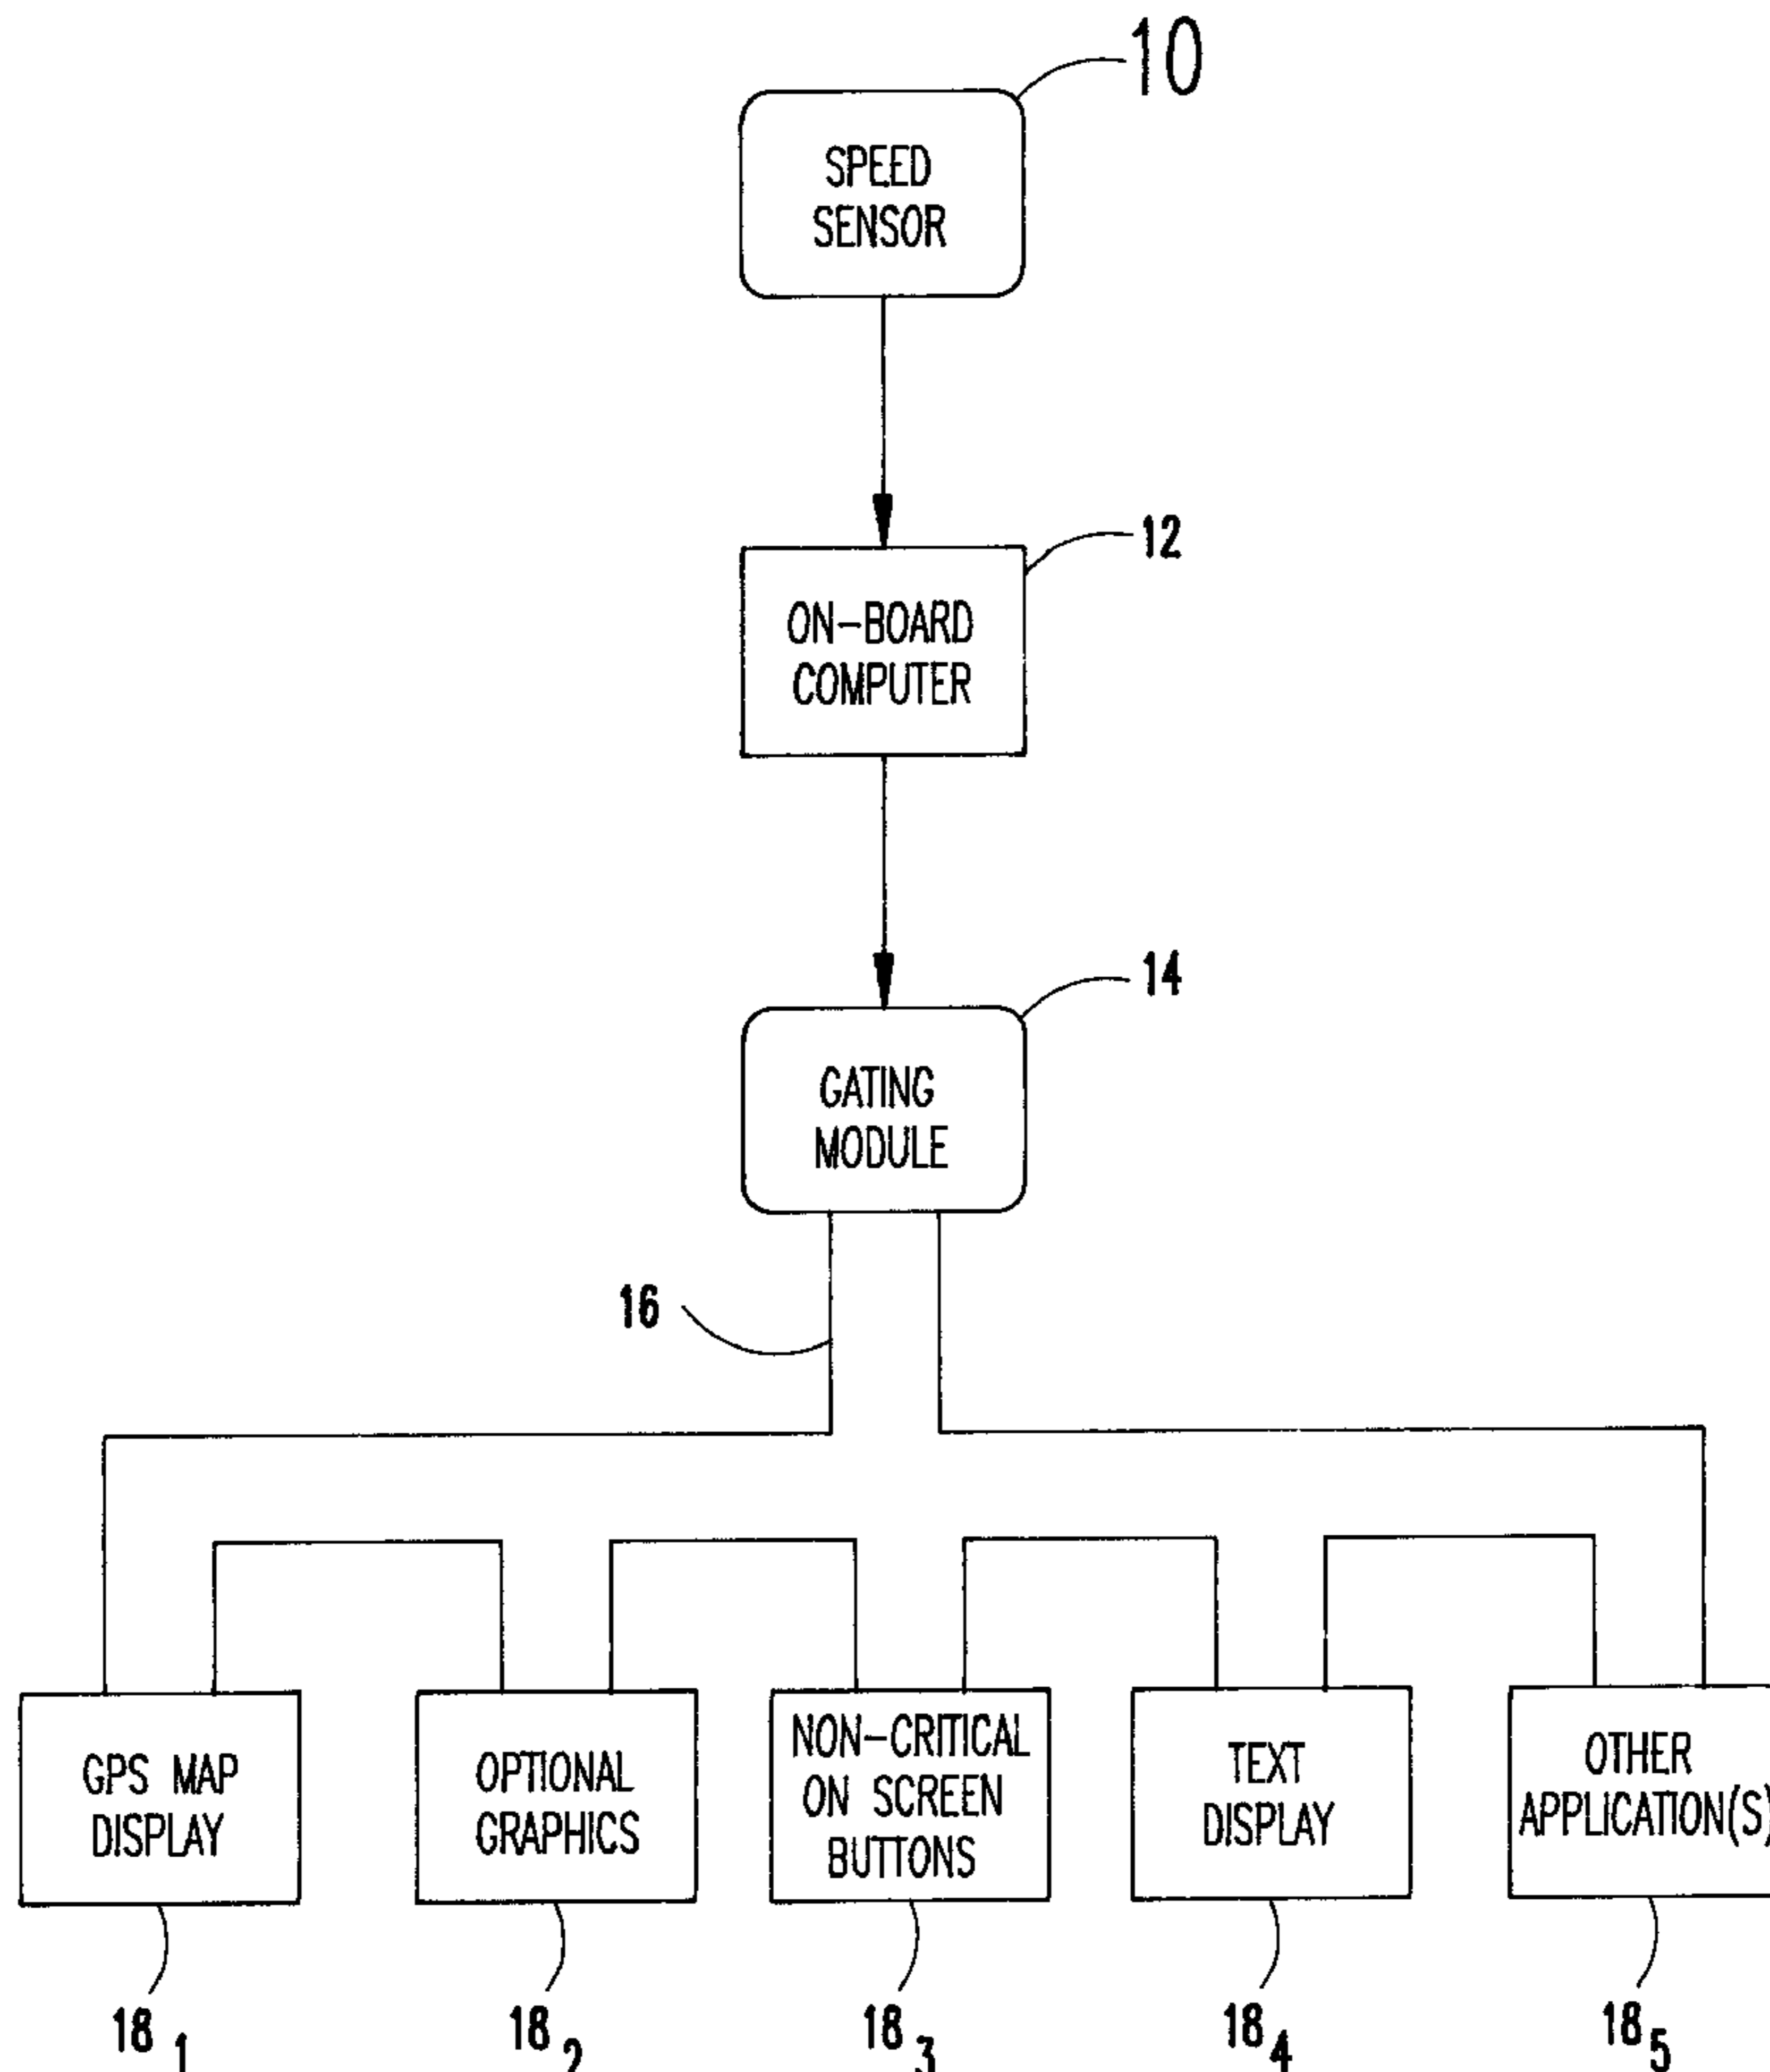 10
SPEED
SENSOR
12
ON-BOARD
COMPUTER
14
GATING
MODULE
16
GPS MAP
DISPLAY
OPTIONAL
GRAPHICS
NON-CRITICAL
ON SCREEN
BUTTONS
TEXT
DISPLAY
OTHER
APPLICATION(S)
18 1
18 2
18 3
18 4
18 5